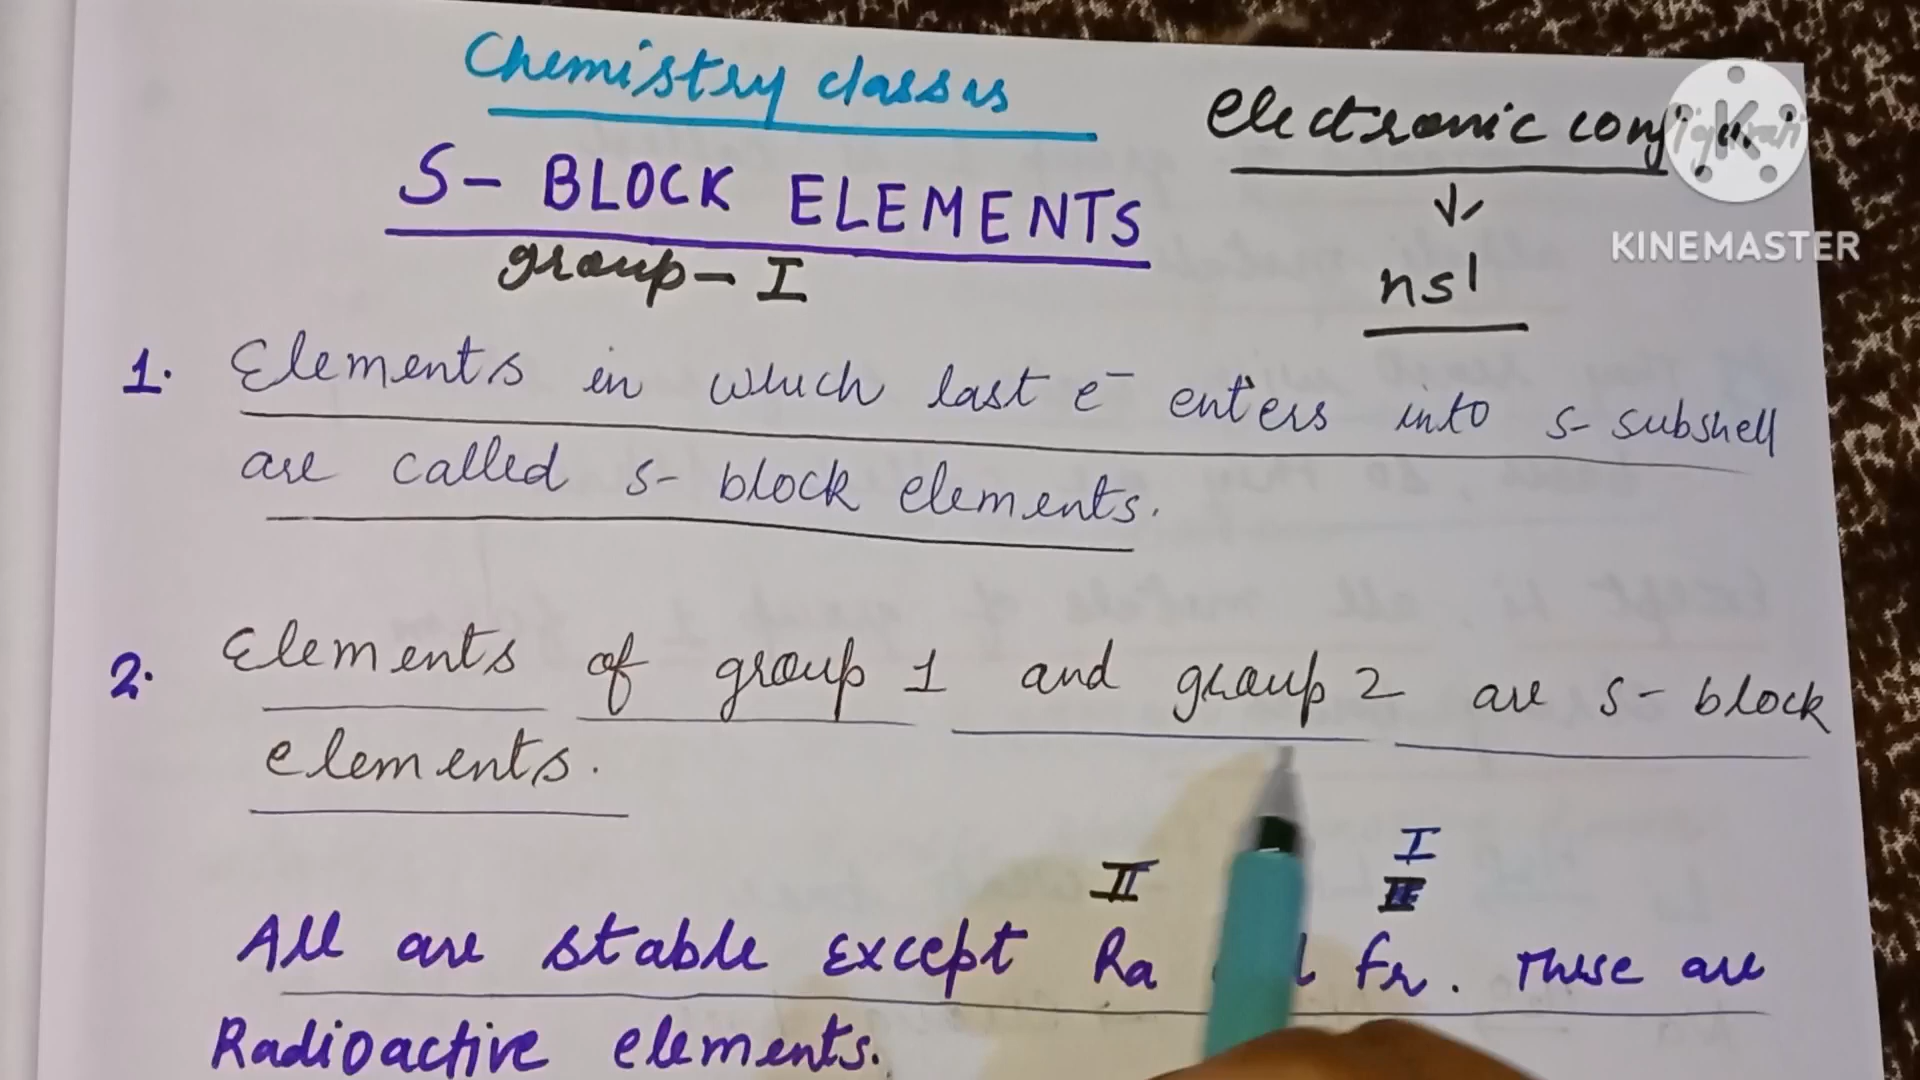 Chemistry classes
electronic conf
KINEMASTER
S- BLOCK ELEMENTS
group- I
ns1
1. Elements in which last e- enters into s- subshell
are called s- block elements.
2. Elements of group 1 and group 2 are s- block
elements.
II I
II
All are stable except Ra Fr. These are
Radioactive elements.